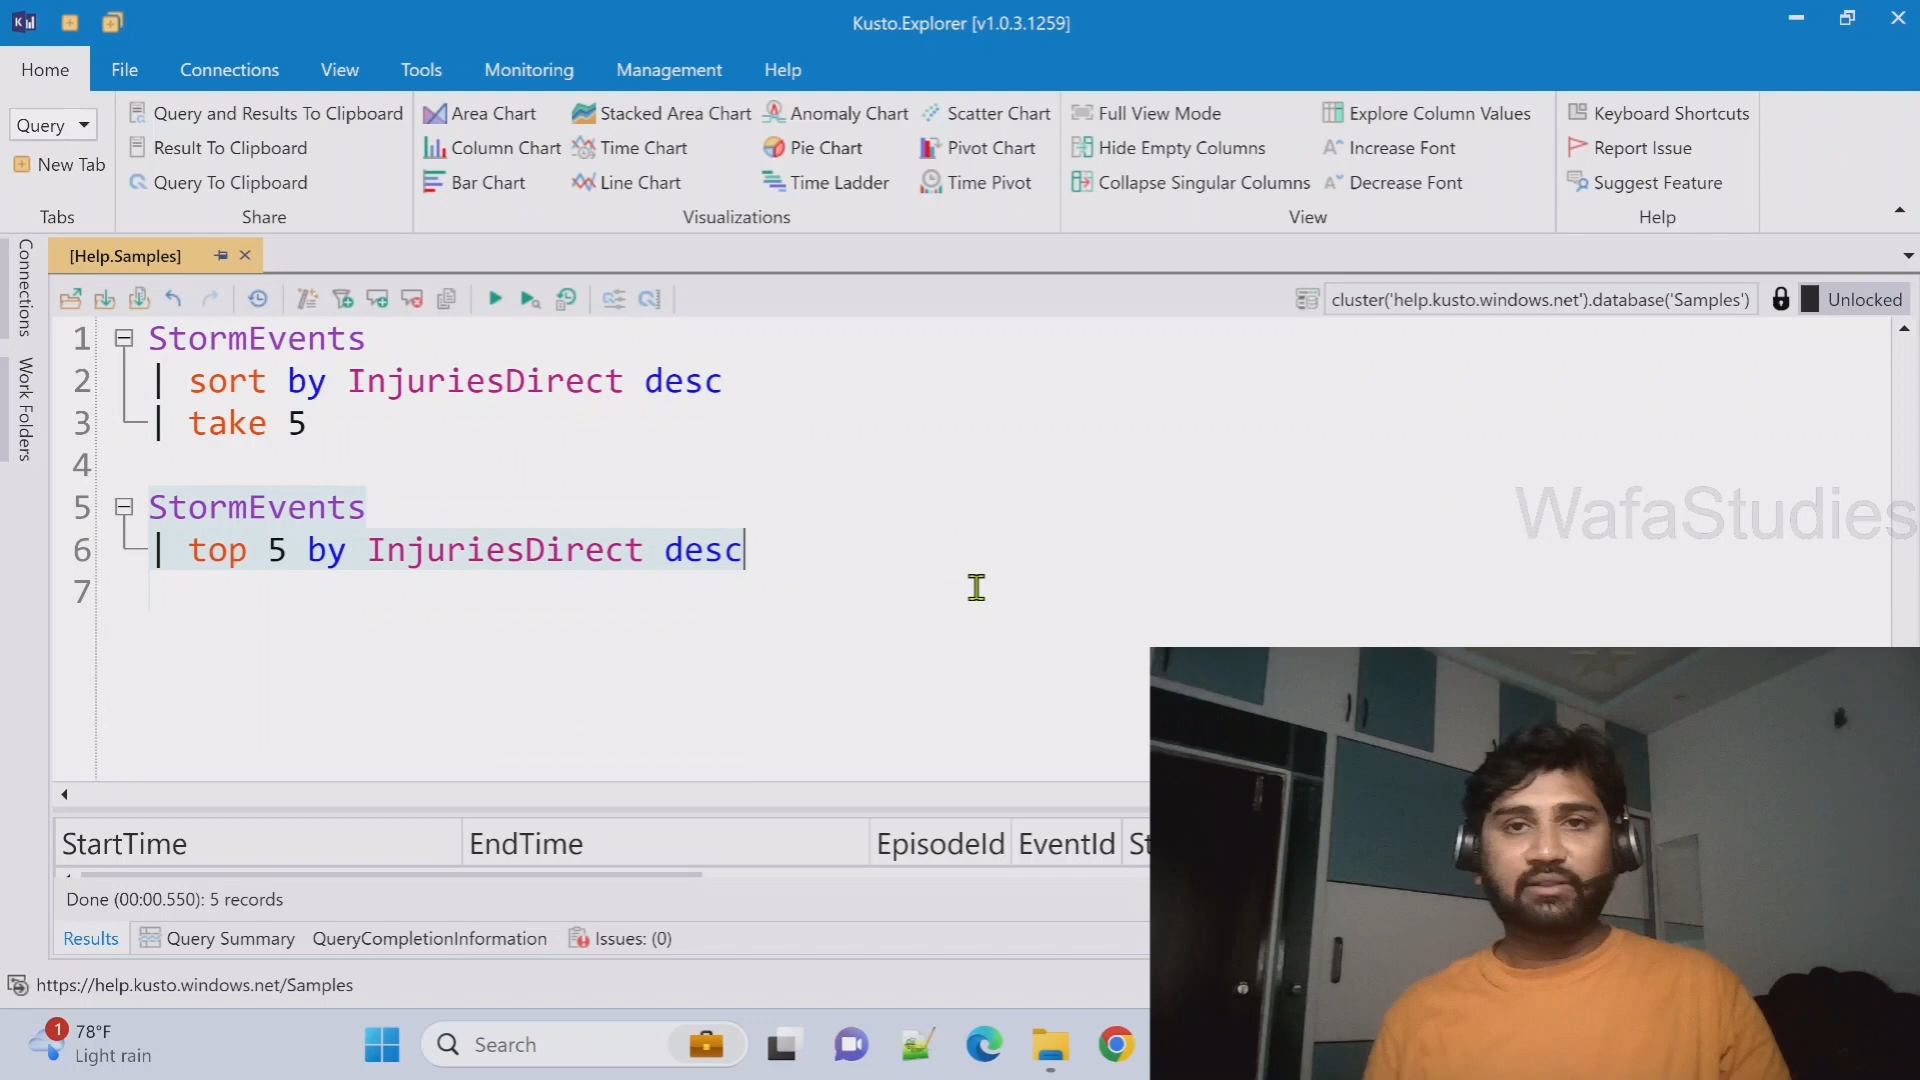 Kusto.Explorer [v1.0.3.1259]
Home File Connections View Tools Monitoring Management Help
Query
New Tab
Tabs
Query and Results To Clipboard
Result To Clipboard
Query To Clipboard
Share
Area Chart Stacked Area Chart Anomaly Chart Scatter Chart
Column Chart Time Chart Pie Chart Pivot Chart
Bar Chart Line Chart Time Ladder Time Pivot
Visualizations
Full View Mode Explore Column Values
Hide Empty Columns Increase Font
Collapse Singular Columns Decrease Font
View
Keyboard Shortcuts
Report Issue
Suggest Feature
Help
Connections
Work Folders
[Help.Samples]
cluster('help.kusto.windows.net').database('Samples') Unlocked
1 StormEvents
2 | sort by InjuriesDirect desc
3 | take 5
4
5 StormEvents
6 | top 5 by InjuriesDirect desc
7
WafaStudies
StartTime EndTime EpisodeId EventId St
Done (00:00.550): 5 records
Results Query Summary QueryCompletionInformation Issues: (0)
https://help.kusto.windows.net/Samples
1 78°F
Light rain
Search